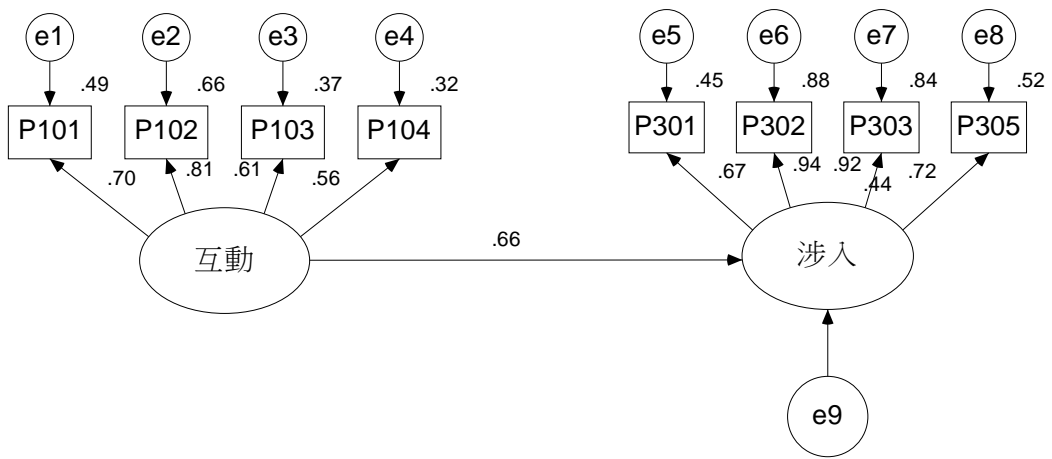 e1 e2 e3 e4 e5 e6 e7 e8
.49 .66 .37 .32 .45 .88 .84 .52
P101 P102 P103 P104 P301 P302 P303 P305
.70 .81 .61 .56 .67 .94 .92 .44 .72
.66
互動 涉入
e9